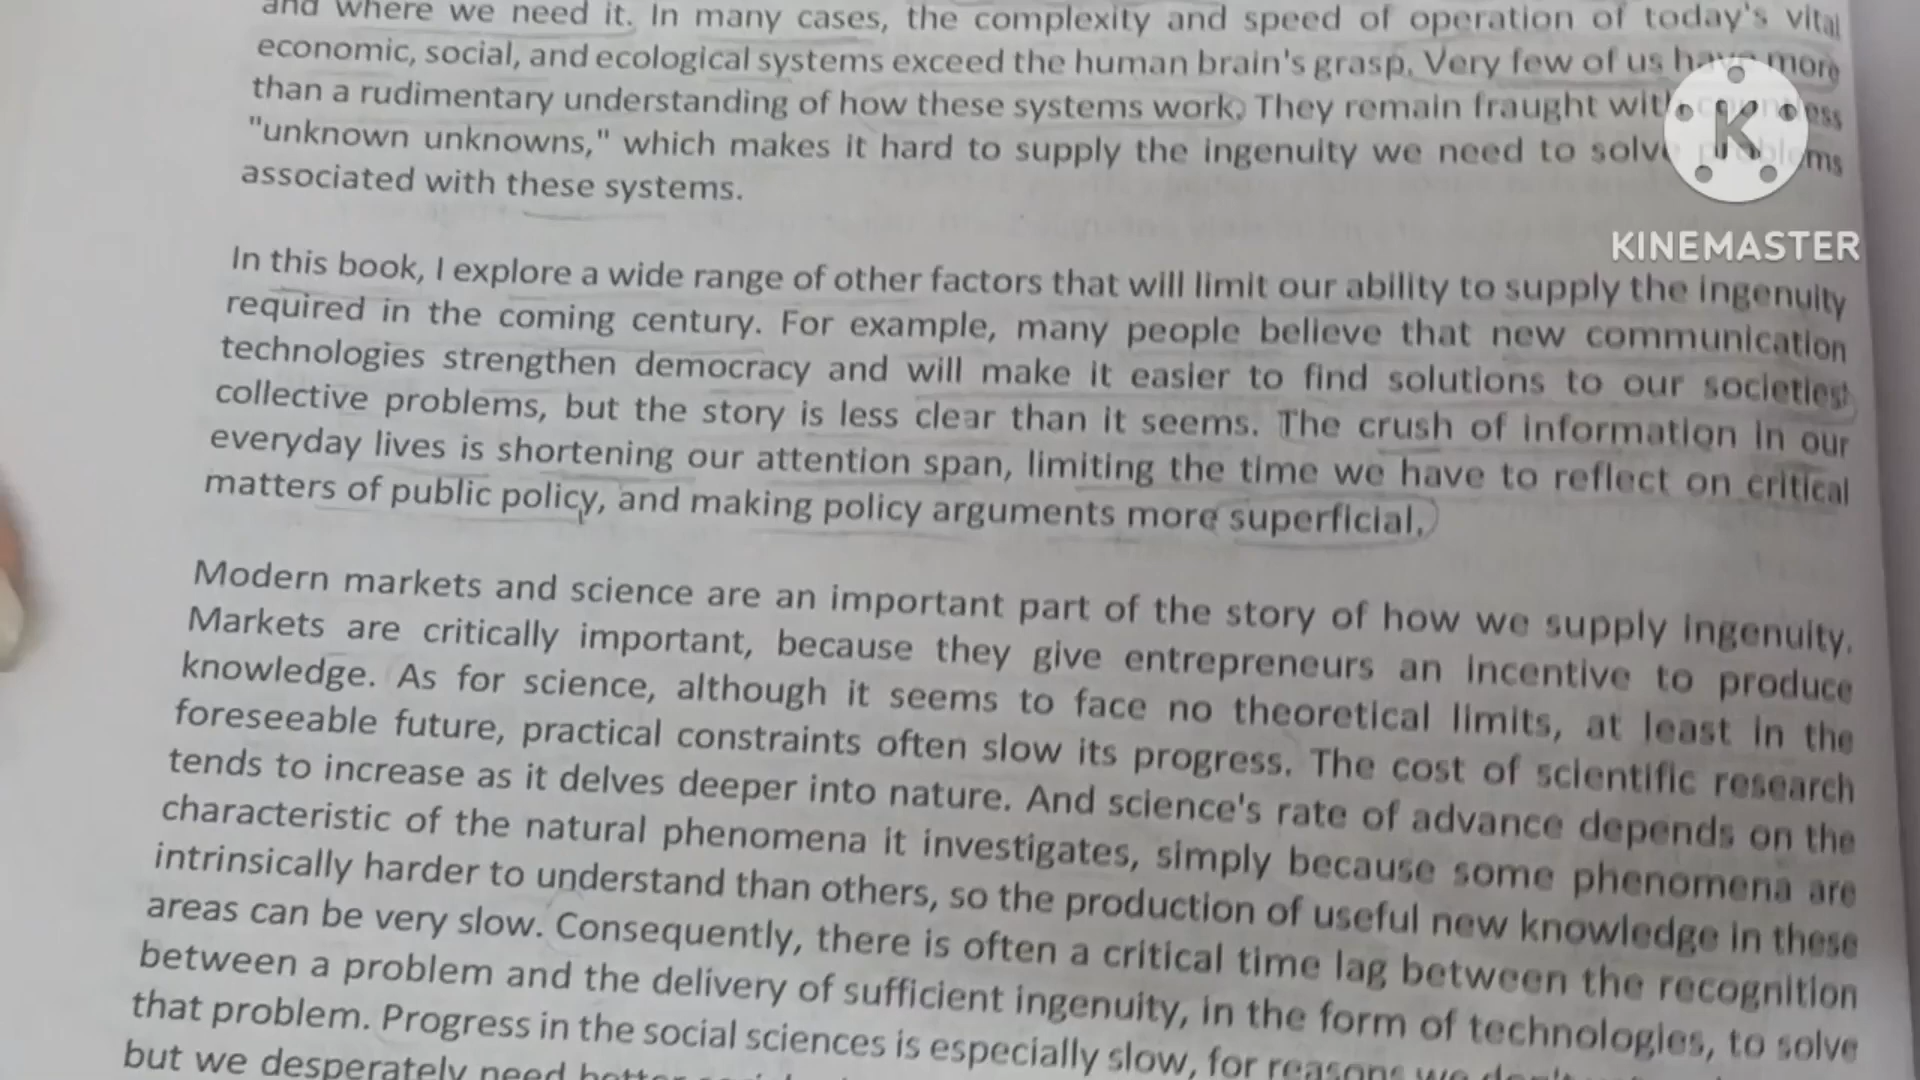 and where we need it. In many cases, the complexity and speed of operation of today's vital
economic, social, and ecological systems exceed the human brain's grasp. Very few of us have more
than a rudimentary understanding of how these systems work. They remain fraught with countless
"unknown unknowns," which makes it hard to supply the ingenuity we need to solve problems
associated with these systems.
K
KINEMASTER
In this book, I explore a wide range of other factors that will limit our ability to supply the ingenuity
required in the coming century. For example, many people believe that new communication
technologies strengthen democracy and will make it easier to find solutions to our societies'
collective problems, but the story is less clear than it seems. The crush of information in our
everyday lives is shortening our attention span, limiting the time we have to reflect on critical
matters of public policy, and making policy arguments more superficial.
Modern markets and science are an important part of the story of how we supply ingenuity.
Markets are critically important, because they give entrepreneurs an incentive to produce
knowledge. As for science, although it seems to face no theoretical limits, at least in the
foreseeable future, practical constraints often slow its progress. The cost of scientific research
tends to increase as it delves deeper into nature. And science's rate of advance depends on the
characteristic of the natural phenomena it investigates, simply because some phenomena are
intrinsically harder to understand than others, so the production of useful new knowledge in these
areas can be very slow. Consequently, there is often a critical time lag between the recognition
between a problem and the delivery of sufficient ingenuity, in the form of technologies, to solve
that problem. Progress in the social sciences is especially slow, for reasons we don't
but we desperately need better